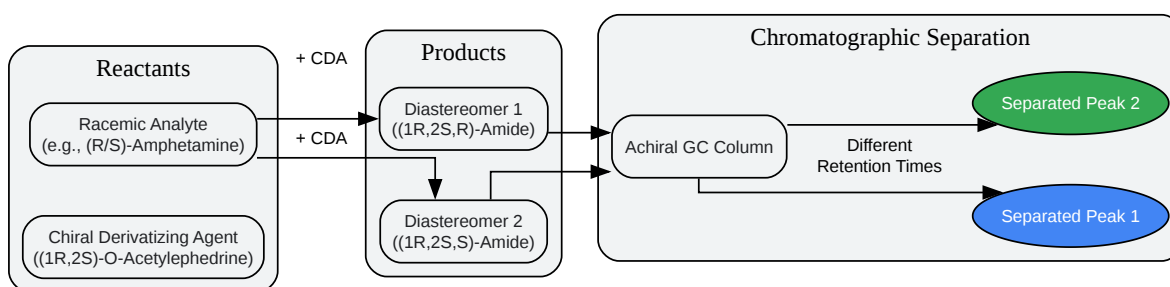 Reactants
Racemic Analyte
(e.g., (R/S)-Amphetamine)
Chiral Derivatizing Agent
((1R,2S)-O-Acetylephedrine)
+ CDA
+ CDA
Products
Diastereomer 1
((1R,2S,R)-Amide)
Diastereomer 2
((1R,2S,S)-Amide)
Chromatographic Separation
Achiral GC Column
Different
Retention Times
Separated Peak 2
Separated Peak 1